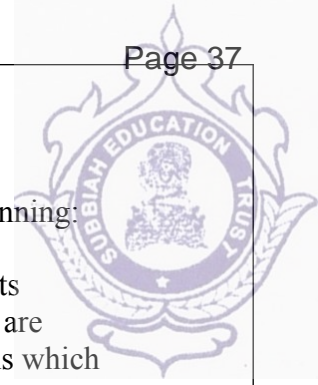 Page 37
EDUCATION
SUBBIAH
TRUST
nning:
ts
are
s which